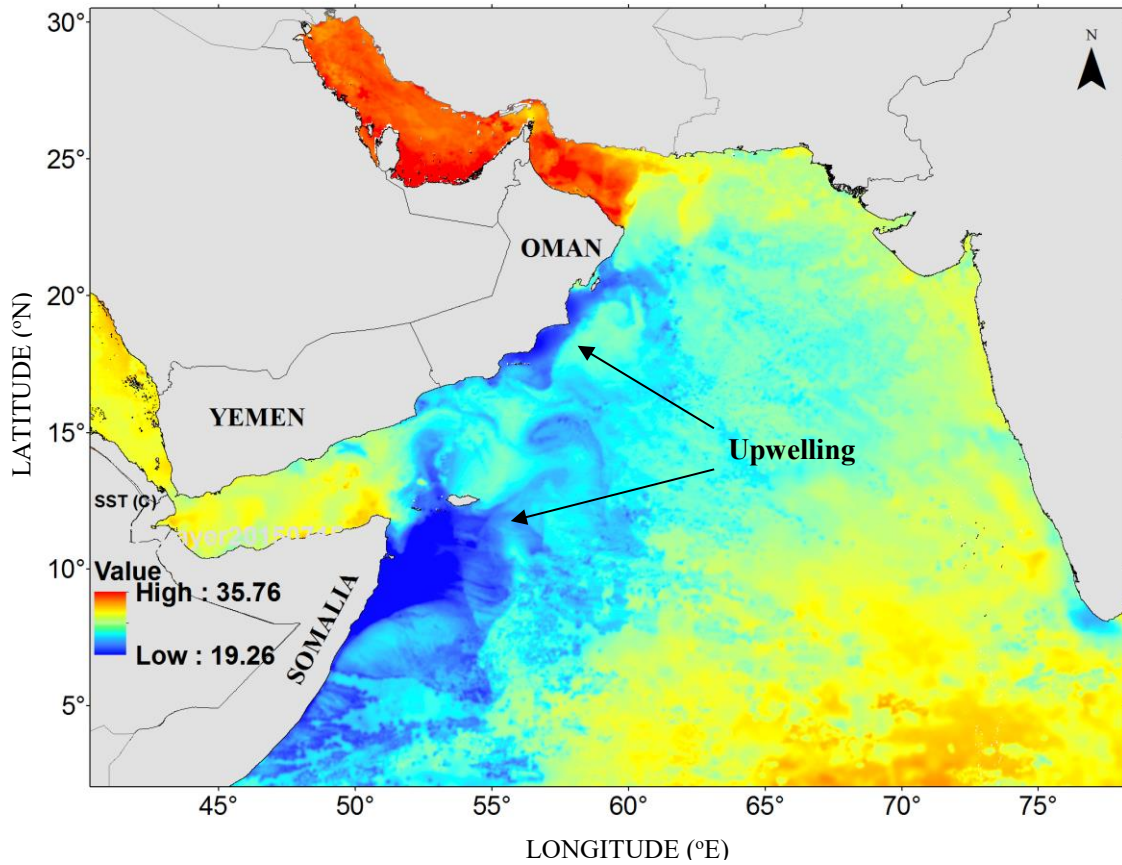 30°
25°
20°
15°
10°
5°
LATITUDE (°N)
N
OMAN
YEMEN
Upwelling
SST (C)
Value
High : 35.76
Low : 19.26
SOMALIA
45°
50°
55°
60°
65°
70°
75°
LONGITUDE (°E)